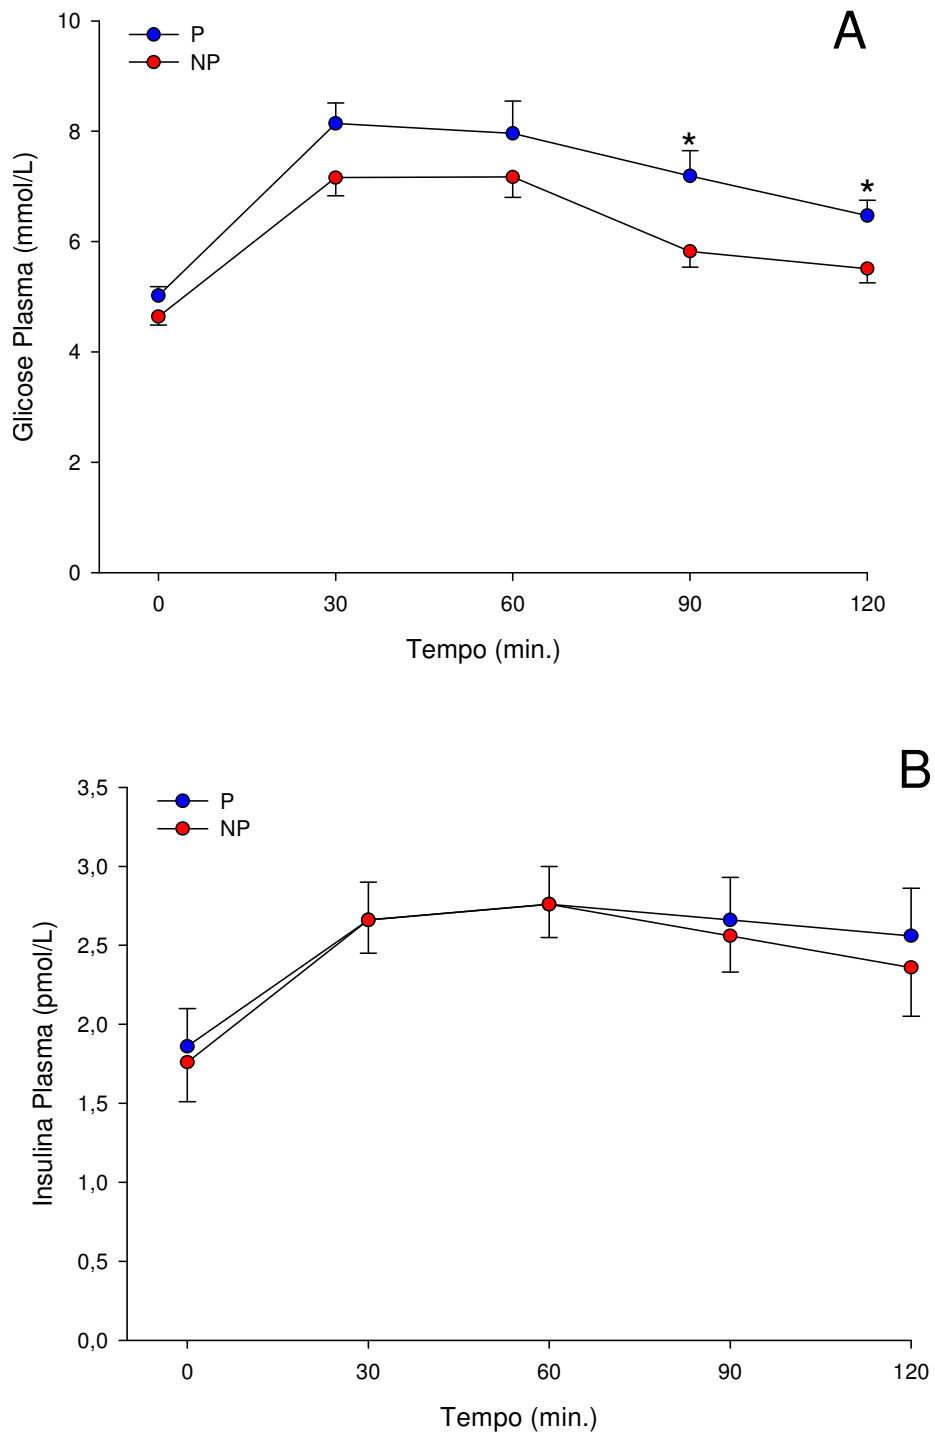 A
P
NP
10
8
6
4
2
0
Glicose Plasma (mmol/L)
*
*
0 30 60 90 120
Tempo (min.)
B
P
NP
3,5
3,0
2,5
2,0
1,5
1,0
0,5
0,0
Insulina Plasma (pmol/L)
0 30 60 90 120
Tempo (min.)